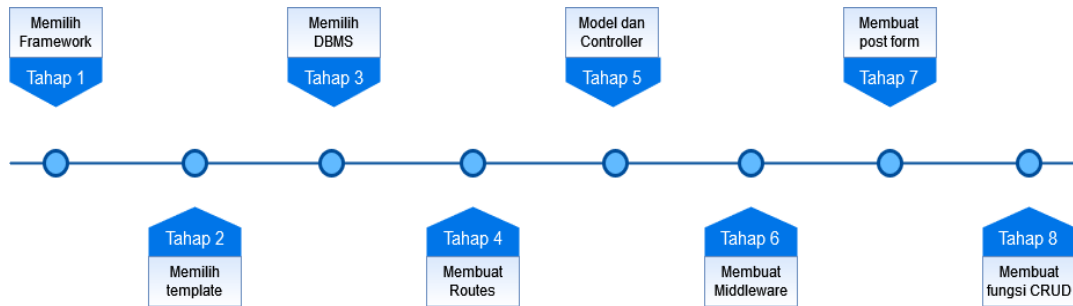 Memilih
Framework
Tahap 1
Tahap 2
Memilih
template
Memilih
DBMS
Tahap 3
Tahap 4
Membuat
Routes
Model dan
Controller
Tahap 5
Tahap 6
Membuat
Middleware
Membuat
post form
Tahap 7
Tahap 8
Membuat
fungsi CRUD